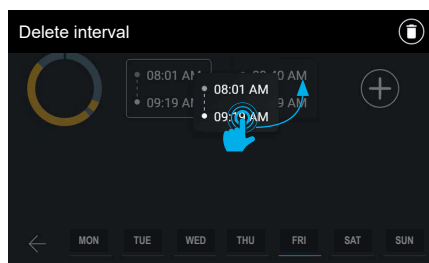 Delete interval
08:01 AM
09:19
08:01 AM
09:19 AM
MON TUE WED THU FRI SAT SUN